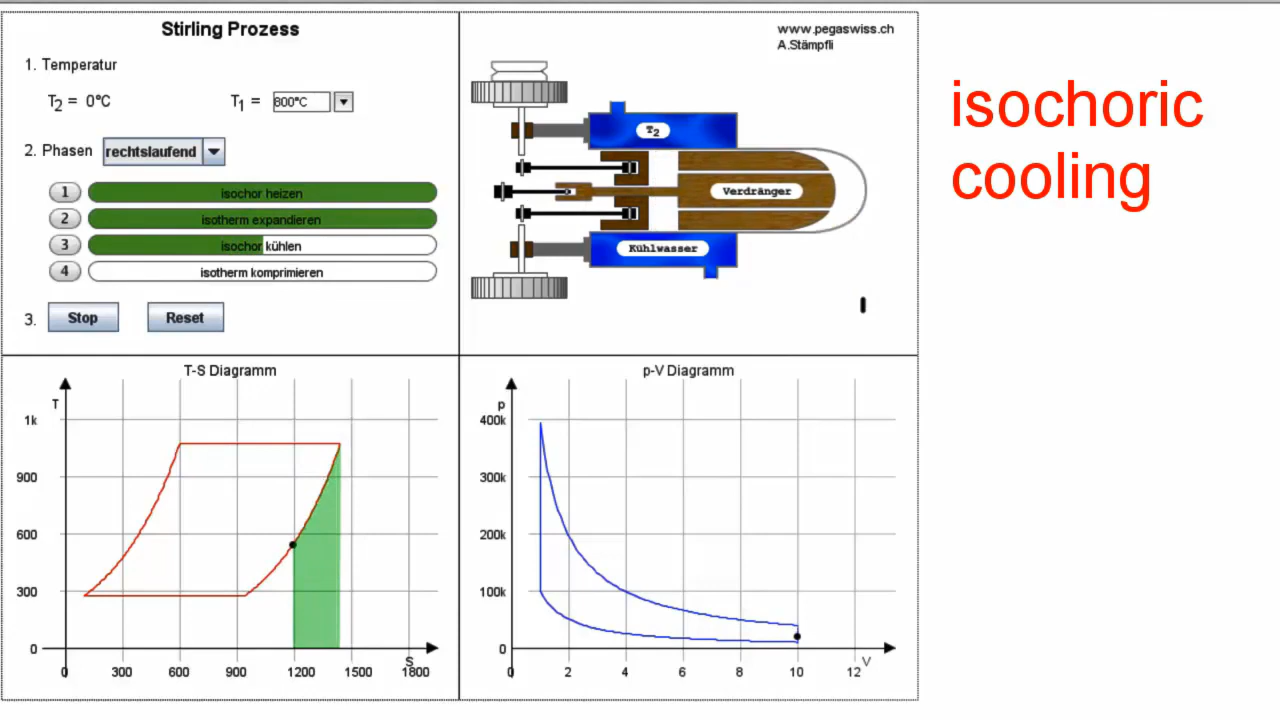 Stirling Prozess
1. Temperatur
T2 = 0°C
T1 = 800°C
2. Phasen rechtslaufend
1 isochor heizen
2 isotherm expandieren
3 isochor kühlen
4 isotherm komprimieren
3. Stop Reset
www.pegaswiss.ch
A.Stämpfli
T2
Verdränger
Kühlwasser
isochoric
cooling
T-S Diagramm
T
1k
900
600
300
0
0 300 600 900 1200 1500 1800
S
p-V Diagramm
p
400k
300k
200k
100k
0
0 2 4 6 8 10 12
V